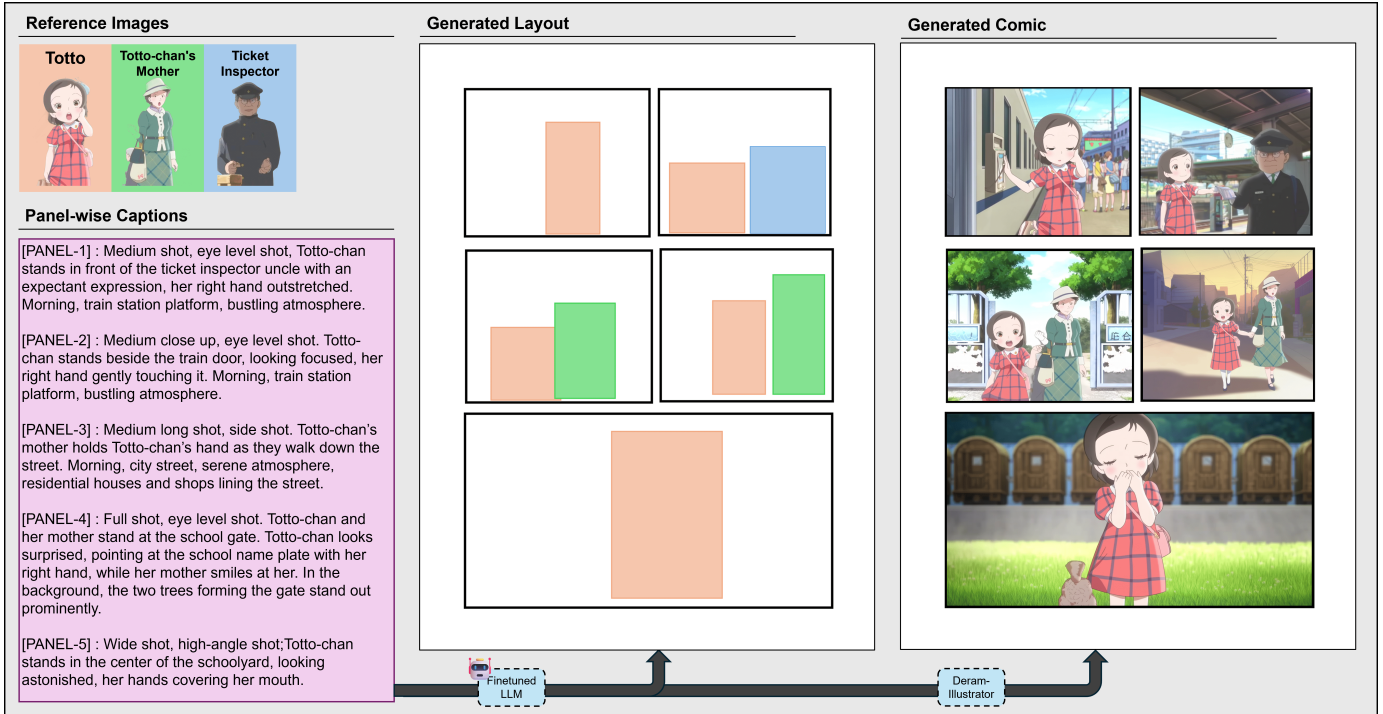 Reference Images
Totto
Totto-chan's
Mother
Ticket
Inspector
Panel-wise Captions
[PANEL-1] : Medium shot, eye level shot, Totto-chan
stands in front of the ticket inspector uncle with an
expectant expression, her right hand outstretched.
Morning, train station platform, bustling atmosphere.
[PANEL-2] : Medium close up, eye level shot. Totto-
chan stands beside the train door, looking focused, her
right hand gently touching it. Morning, train station
platform, bustling atmosphere.
[PANEL-3] : Medium long shot, side shot. Totto-chan's
mother holds Totto-chan's hand as they walk down the
street. Morning, city street, serene atmosphere,
residential houses and shops lining the street.
[PANEL-4] : Full shot, eye level shot. Totto-chan and
her mother stand at the school gate. Totto-chan looks
surprised, pointing at the school name plate with her
right hand, while her mother smiles at her. In the
background, the two trees forming the gate stand out
prominently.
[PANEL-5] : Wide shot, high-angle shot;Totto-chan
stands in the center of the schoolyard, looking
astonished, her hands covering her mouth.
Generated Layout
Finetuned
LLM
Generated Comic
Deram-
Illustrator